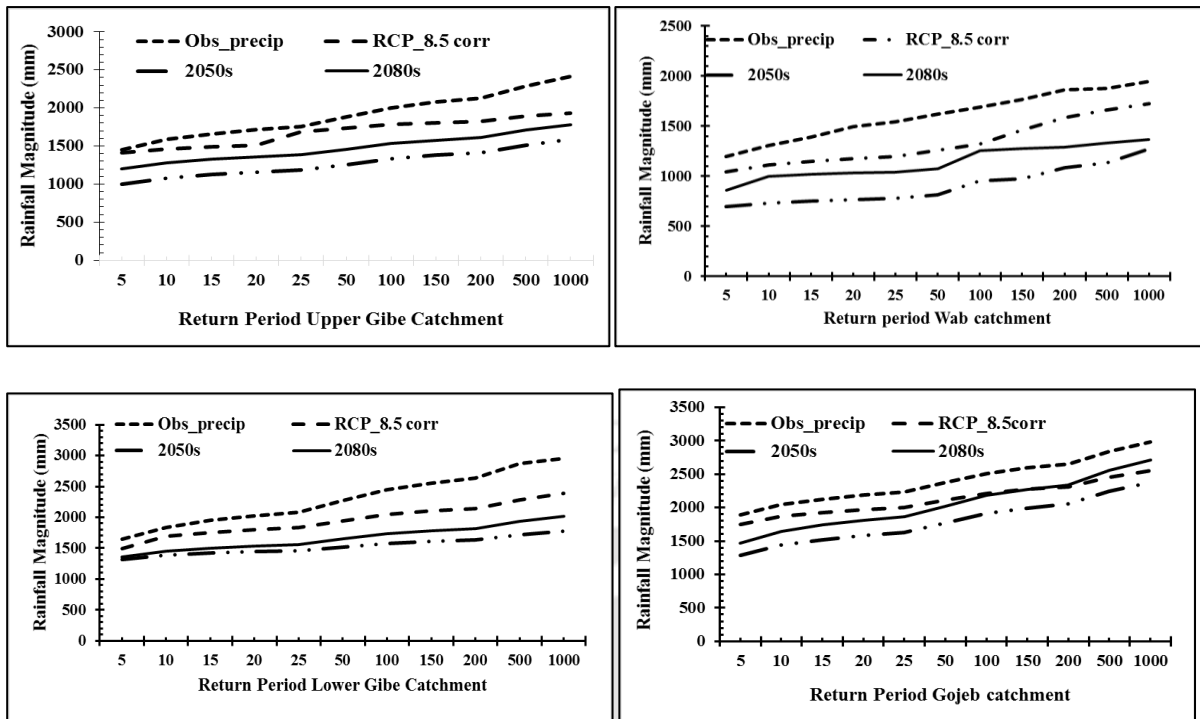 3000
2500
2000
1500
1000
500
0
Rainfall Magnitude (mm)
Obs_precip RCP_8.5 corr
2050s 2080s
5 10 15 20 25 50 100 150 200 500 1000
Return Period Upper Gibe Catchment
2500
2000
1500
1000
500
0
Rainfall Magnitude (mm)
Obs_precip RCP_8.5 corr
2050s 2080s
5 10 15 20 25 50 100 150 200 500 1000
Return period Wab catchment
3500
3000
2500
2000
1500
1000
500
0
Rainfall Magnitude (mm)
Obs_precip RCP_8.5 corr
2050s 2080s
5 10 15 20 25 50 100 150 200 500 1000
Return Period Lower Gibe Catchment
3500
3000
2500
2000
1500
1000
500
0
Rainfall Magnitude (mm)
Obs_precip RCP_8.5corr
2050s 2080s
5 10 15 20 25 50 100 150 200 500 1000
Return Period Gojeb catchment